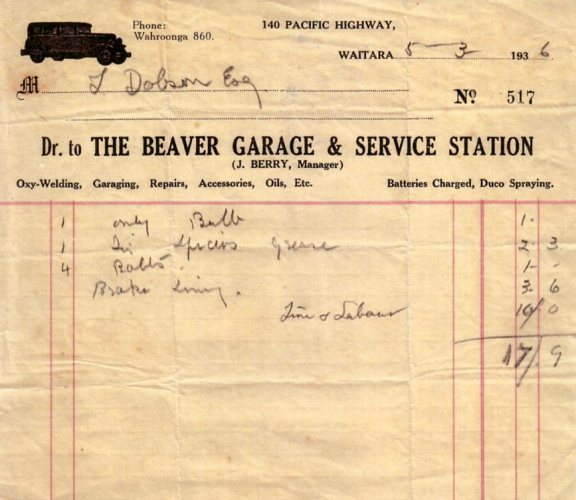 Phone:
Wahroonga 860.
140 PACIFIC HIGHWAY,
WAITARA 5-3-1936
M L Dobson Esq
No. 517
Dr. to THE BEAVER GARAGE & SERVICE STATION
(J. BERRY, Manager)
Oxy-Welding, Garaging, Repairs, Accessories, Oils, Etc. Batteries Charged, Duco Spraying.
1 only Bulb 1-
1 Tin Grease 2 3
4 Bolts. 1 -
Brake Lining. 3 6
Time & Labour 10/0
17/9